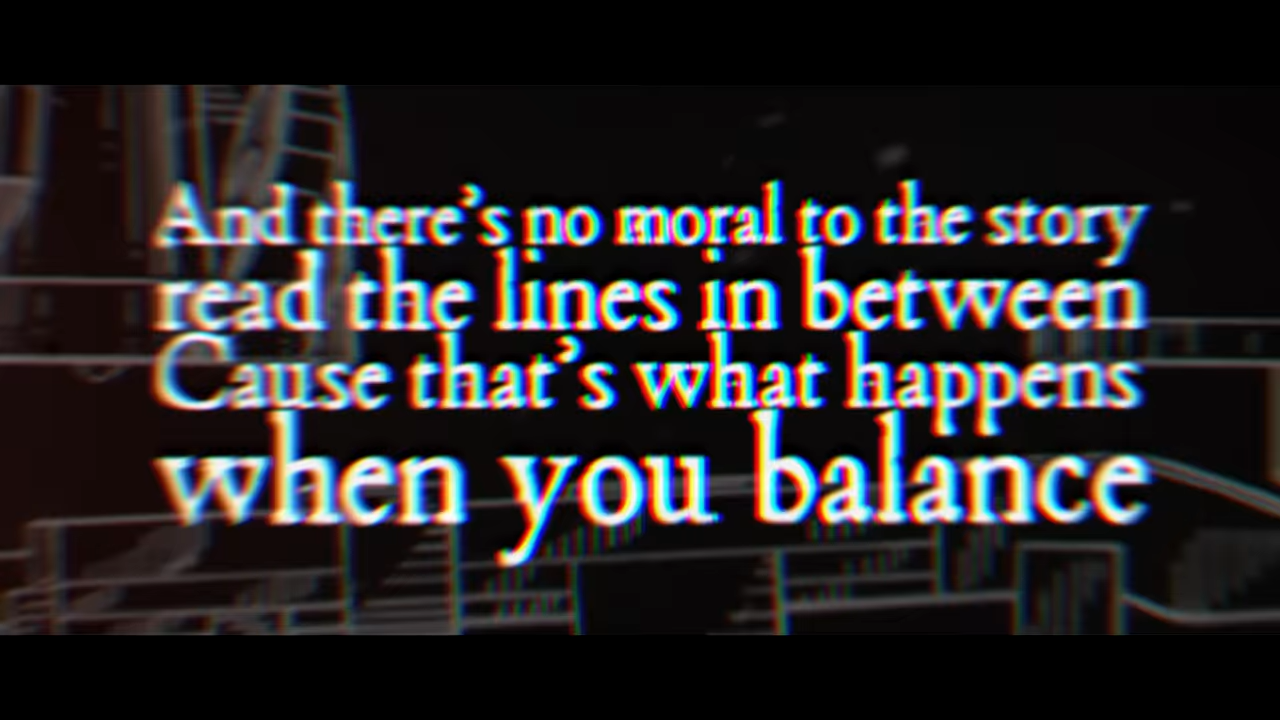 And there's no moral to the story
read the lines in between
Cause that's what happens
when you balance